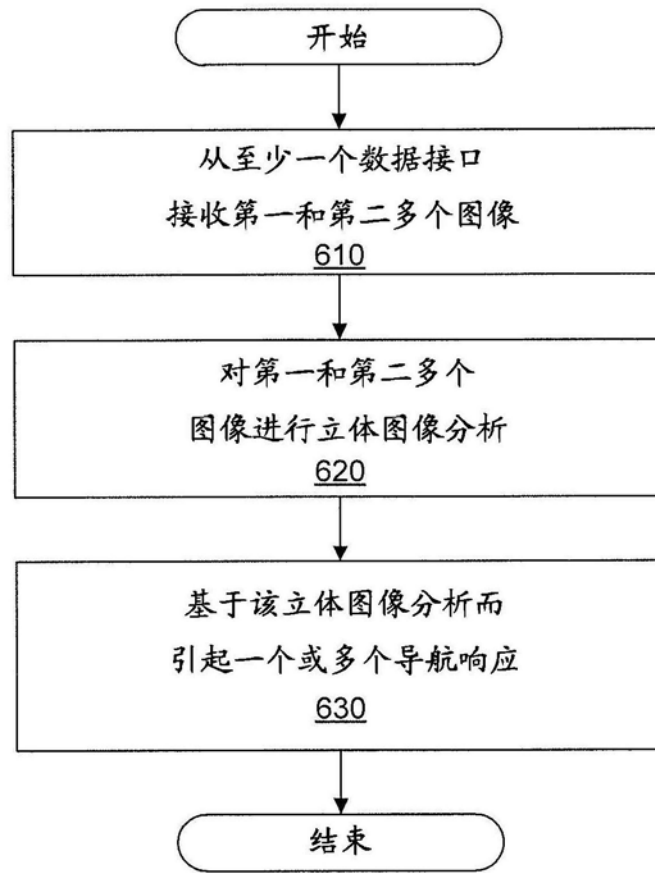 开始
从至少一个数据接口
接收第一和第二多个图像
610
对第一和第二多个
图像进行立体图像分析
620
基于该立体图像分析而
引起一个或多个导航响应
630
结束